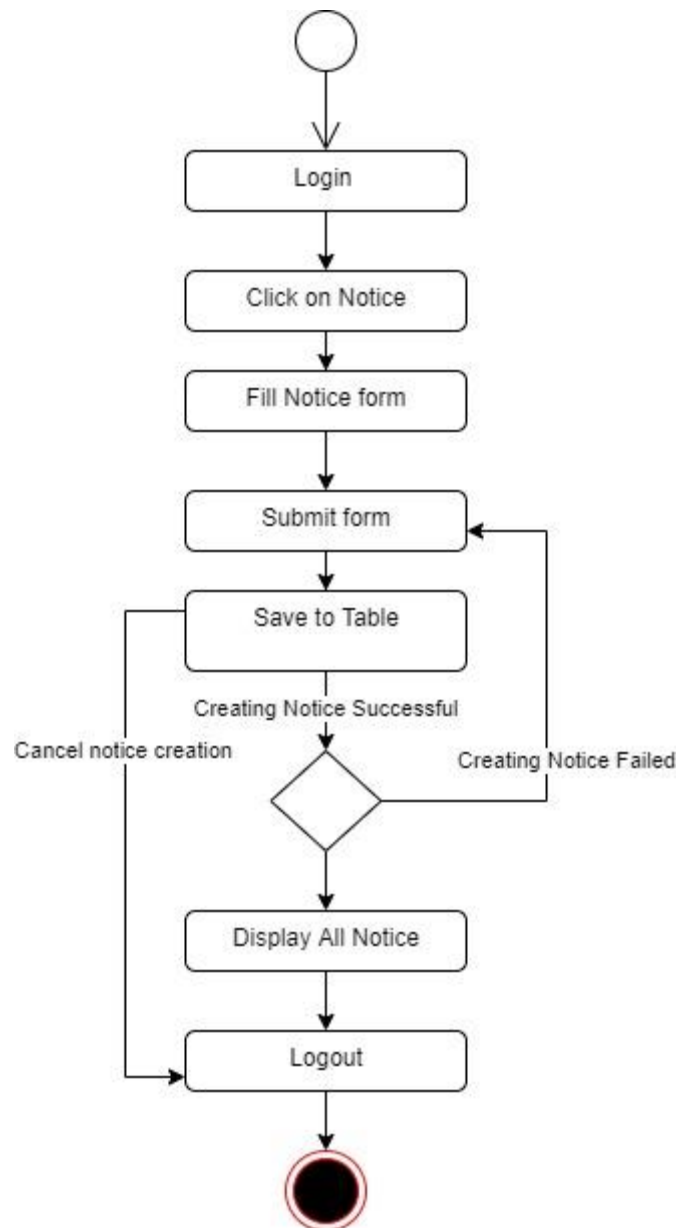 Login
Click on Notice
Fill Notice form
Submit form
Save to Table
Creating Notice Successful
Cancel notice creation
Creating Notice Failed
Display All Notice
Logout